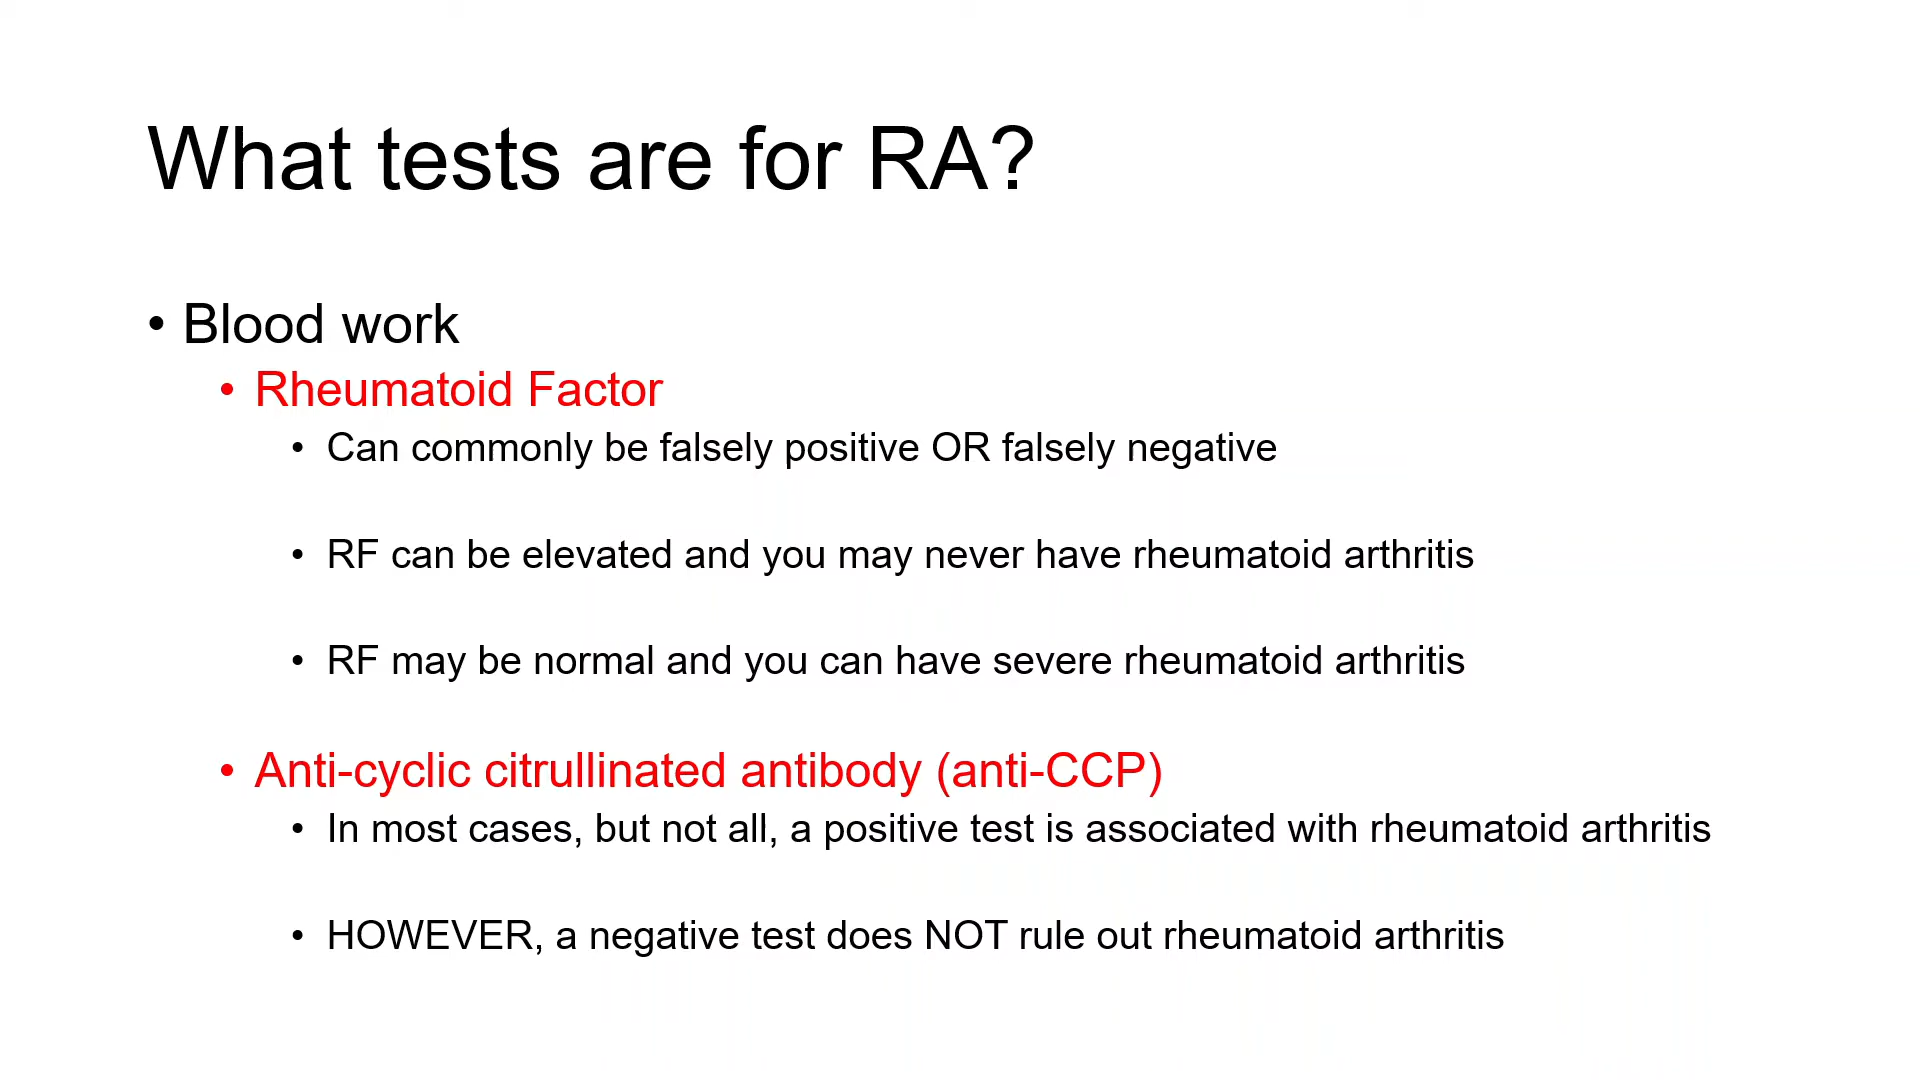 What tests are for RA?
• Blood work
• Rheumatoid Factor
• Can commonly be falsely positive OR falsely negative
• RF can be elevated and you may never have rheumatoid arthritis
• RF may be normal and you can have severe rheumatoid arthritis
• Anti-cyclic citrullinated antibody (anti-CCP)
• In most cases, but not all, a positive test is associated with rheumatoid arthritis
• HOWEVER, a negative test does NOT rule out rheumatoid arthritis